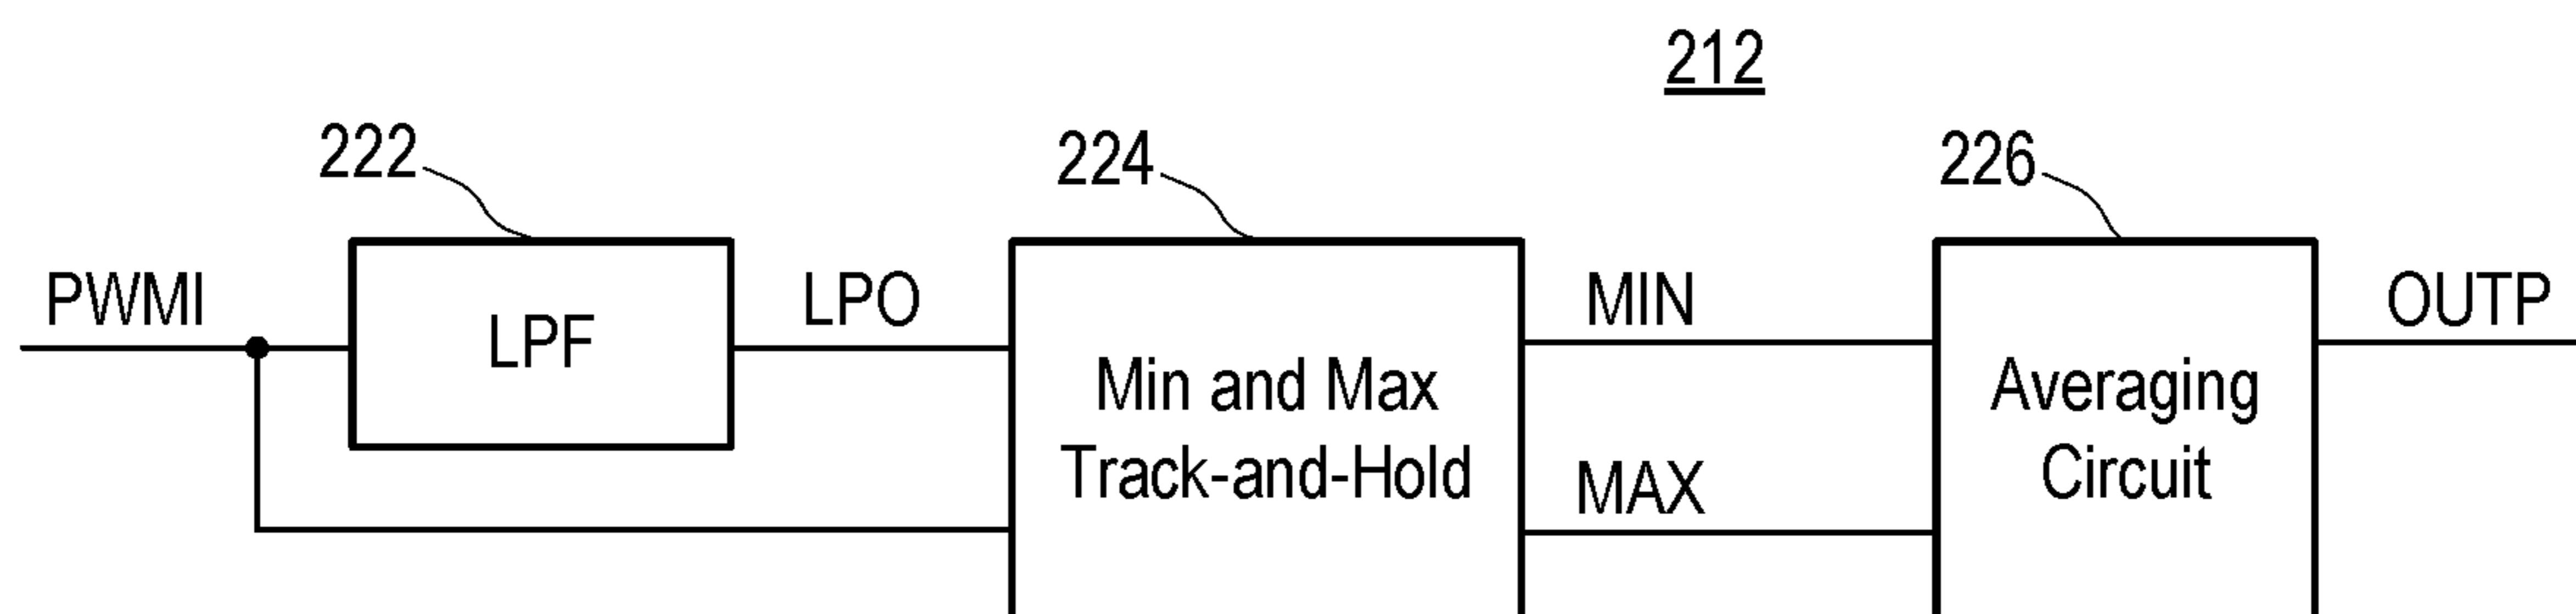 212
222
224
226
PWMI
LPF
LPO
Min and Max
Track-and-Hold
MIN
MAX
Averaging
Circuit
OUTP